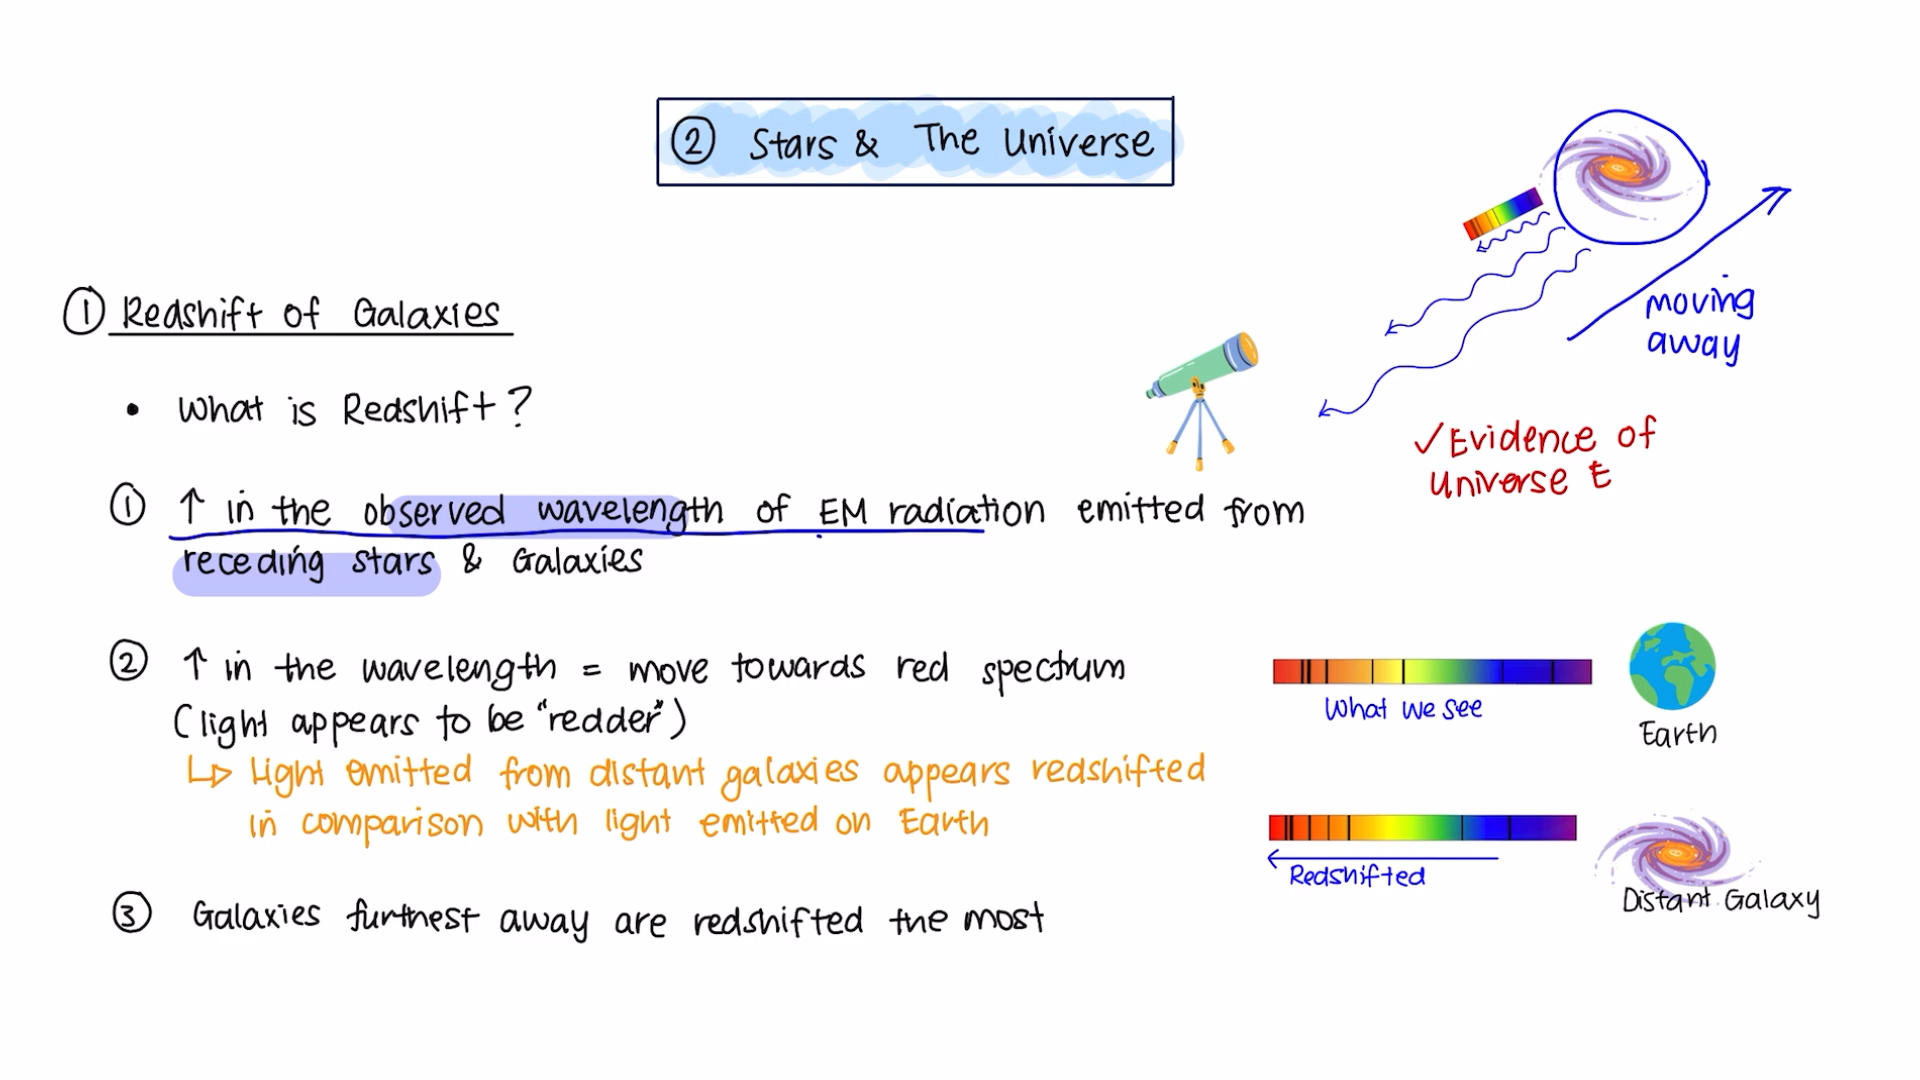 ② Stars & The Universe
① Redshift of Galaxies
• What is Redshift?
① ↑ in the observed wavelength of EM radiation emitted from
receding stars & Galaxies
② ↑ in the wavelength = move towards red spectrum
(light appears to be "redder")
↳ Light emitted from distant galaxies appears redshifted
in comparison with light emitted on Earth
③ Galaxies furthest away are redshifted the most
moving
away
✓ Evidence of
Universe E
What we see
Earth
Redshifted
Distant Galaxy